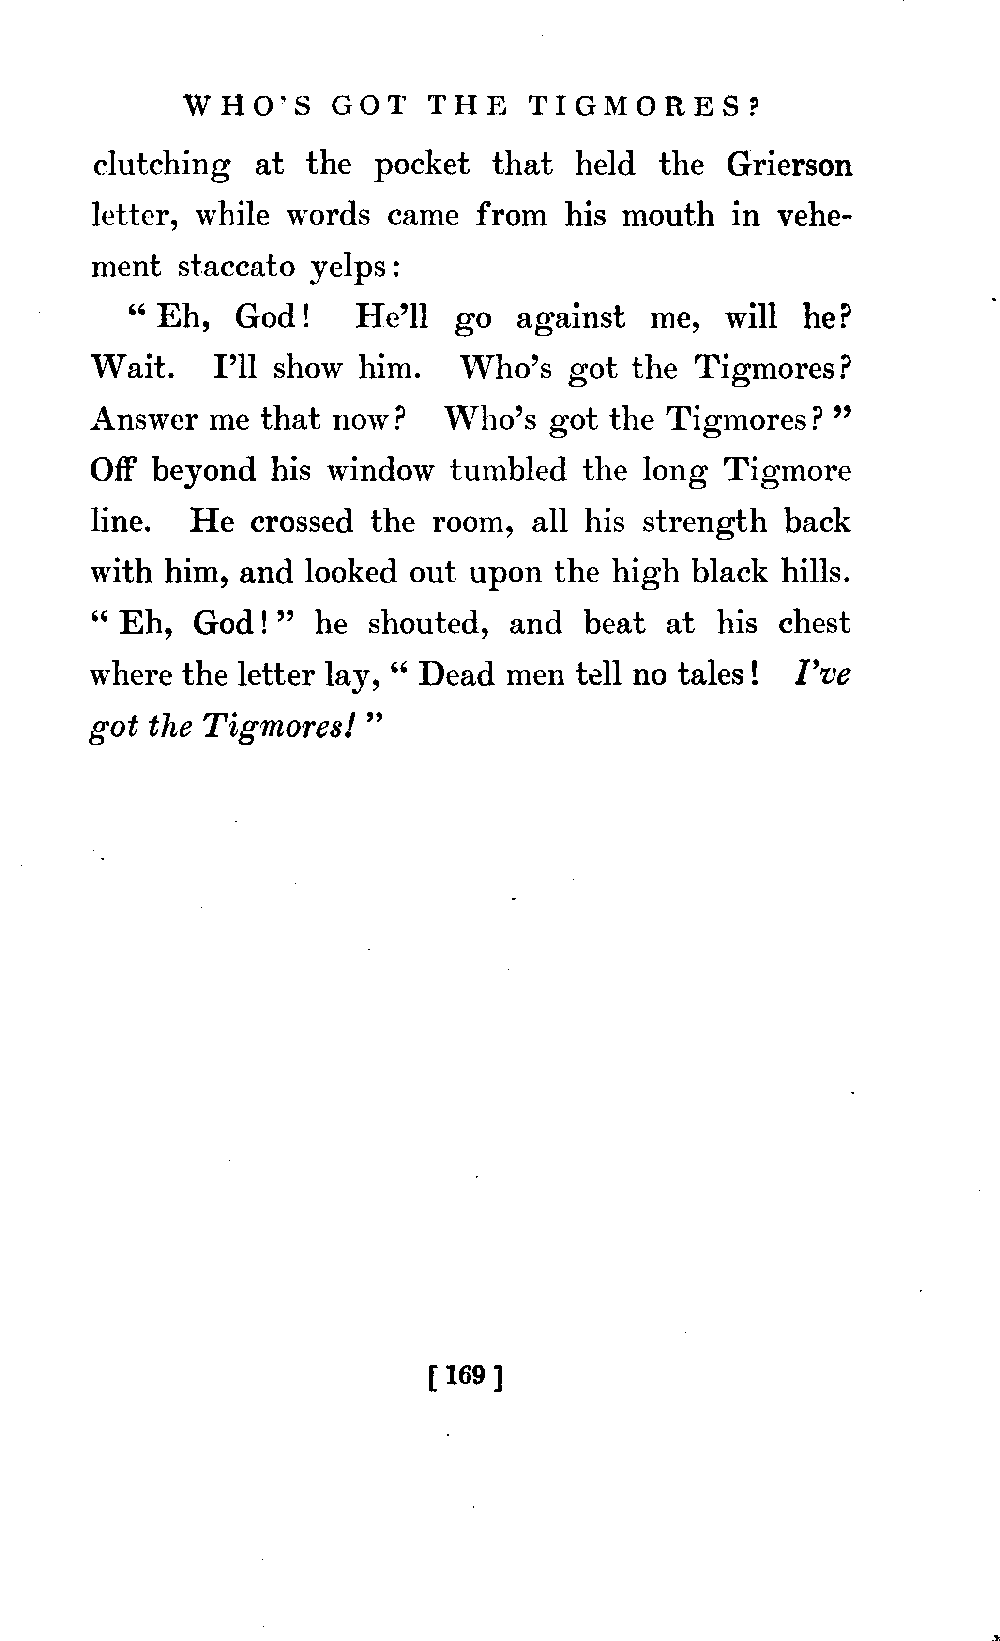 WHO'S GOT THE TIGMORES?
clutching at the pocket that held the Grierson
letter, while words came from his mouth in vehe-
ment staccato yelps:
“ Eh, God! He’ll go against me, will he?
Wait. I’ll show him. Who’s got the Tigmores?
Answer me that now? Who’s got the Tigmores? ”
Off beyond his window tumbled the long Tigmore
line. He crossed the room, all his strength back
with him, and looked out upon the high black hills.
“ Eh, God! ” he shouted, and beat at his chest
where the letter lay, “ Dead men tell no tales! I’ve
got the Tigmores! ”
[ 169 ]